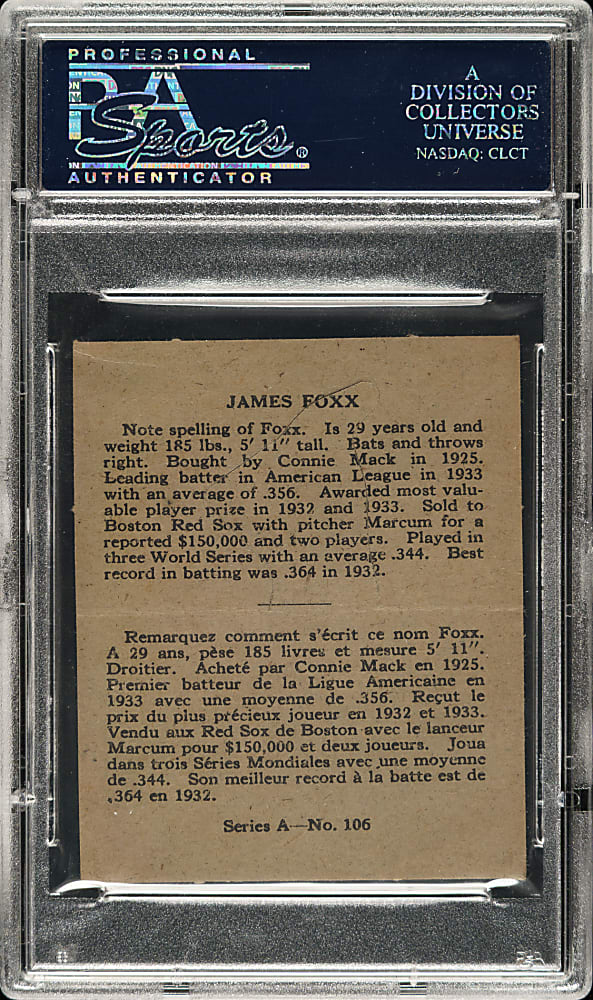 PROFESSIONAL
PSA
Sports®
AUTHENTICATOR
A
DIVISION OF
COLLECTORS
UNIVERSE
NASDAQ: CLCT
JAMES FOXX
Note spelling of Foxx. Is 29 years old and
weight 185 lbs., 5' 11" tall. Bats and throws
right. Bought by Connie Mack in 1925.
Leading batter in American League in 1933
with an average of .356. Awarded most valu-
able player prize in 1932 and 1933. Sold to
Boston Red Sox with pitcher Marcum for a
reported $150,000 and two players. Played in
three World Series with an average .344. Best
record in batting was .364 in 1932.
Remarquez comment s'écrit ce nom Foxx.
A 29 ans, pèse 185 livres et mesure 5' 11".
Droitier. Acheté par Connie Mack en 1925.
Premier batteur de la Ligue Americaine en
1933 avec une moyenne de .356. Reçut le
prix du plus précieux joueur en 1932 et 1933.
Vendu aux Red Sox de Boston avec le lanceur
Marcum pour $150,000 et deux joueurs. Joua
dans trois Séries Mondiales avec une moyenne
de .344. Son meilleur record à la batte est de
.364 en 1932.
Series A—No. 106